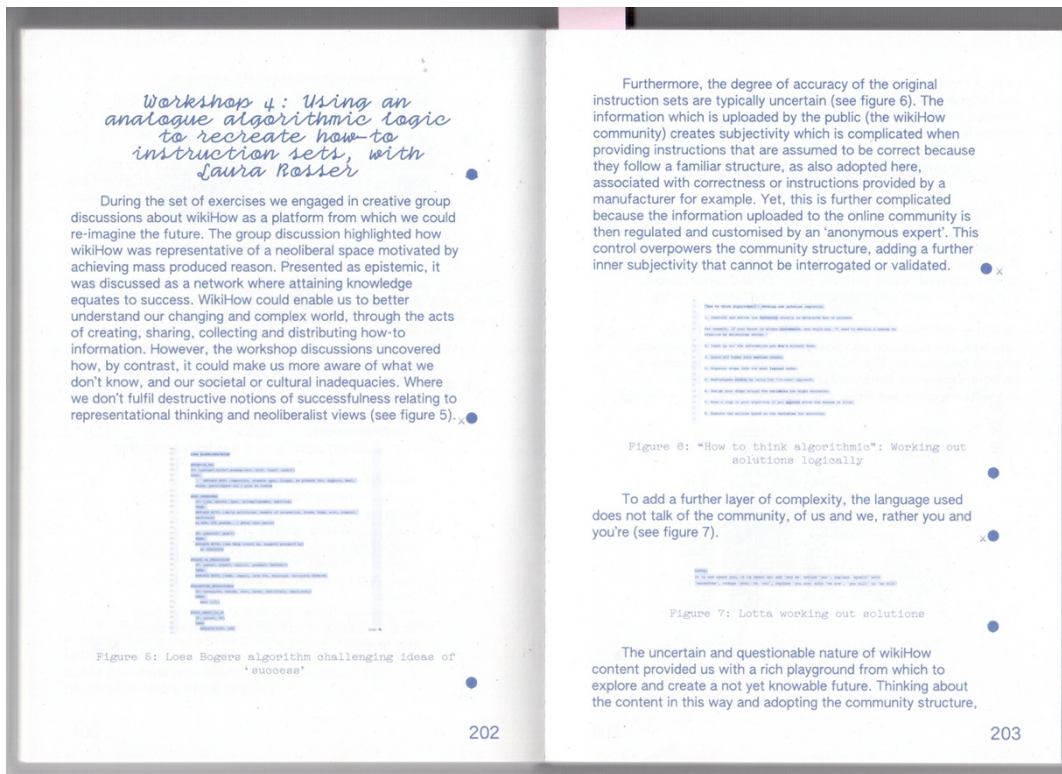 Workshop 4: Using an
analogue algorithmic logic
to recreate how-to
instruction sets, with
Laura Rosser
During the set of exercises we engaged in creative group
discussions about wikiHow as a platform from which we could
re-imagine the future. The group discussion highlighted how
wikiHow was representative of a neoliberal space motivated by
achieving mass produced reason. Presented as epistemic, it
was discussed as a network where attaining knowledge
equates to success. WikiHow could enable us to better
understand our changing and complex world, through the acts
of creating, sharing, collecting and distributing how-to
information. However, the workshop discussions uncovered
how, by contrast, it could make us more aware of what we
don't know, and our societal or cultural inadequacies. Where
we don't fulfil destructive notions of successfulness relating to
representational thinking and neoliberalist views (see figure 5).
Figure 5: Loes Bogers algorithm challenging ideas of
'success'
202
Furthermore, the degree of accuracy of the original
instruction sets are typically uncertain (see figure 6). The
information which is uploaded by the public (the wikiHow
community) creates subjectivity which is complicated when
providing instructions that are assumed to be correct because
they follow a familiar structure, as also adopted here,
associated with correctness or instructions provided by a
manufacturer for example. Yet, this is further complicated
because the information uploaded to the online community is
then regulated and customised by an 'anonymous expert'. This
control overpowers the community structure, adding a further
inner subjectivity that cannot be interrogated or validated.
Figure 6: "How to think algorithmic": Working out
solutions logically
To add a further layer of complexity, the language used
does not talk of the community, of us and we, rather you and
you're (see figure 7).
Figure 7: Lotta working out solutions
The uncertain and questionable nature of wikiHow
content provided us with a rich playground from which to
explore and create a not yet knowable future. Thinking about
the content in this way and adopting the community structure,
203